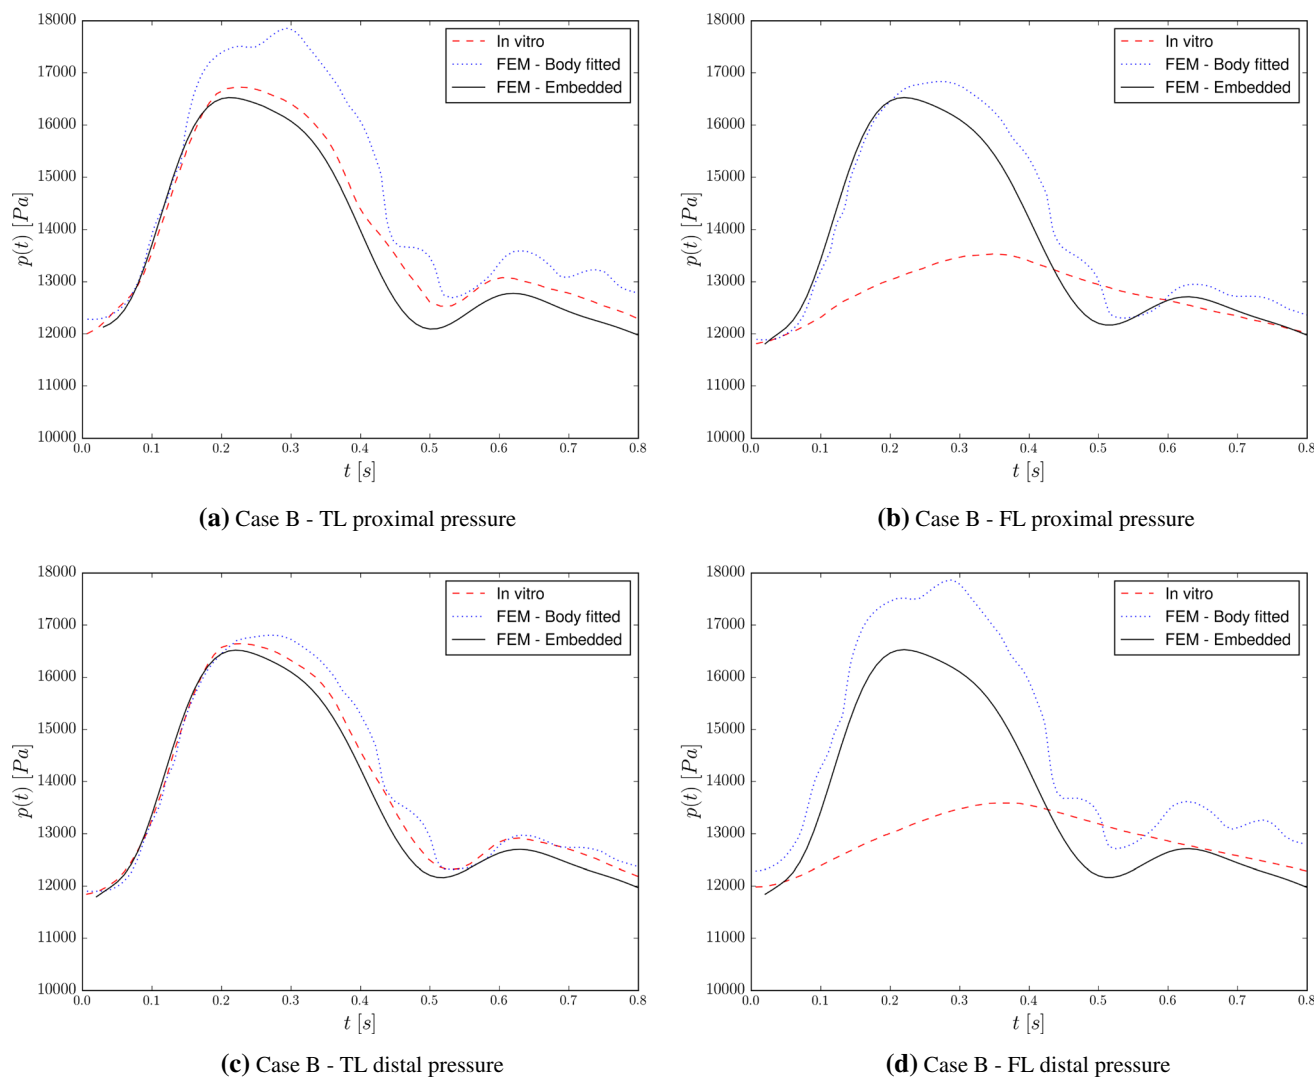 18000
17000
16000
15000
14000
13000
12000
11000
10000
p(t) [Pa]
0.0 0.1 0.2 0.3 0.4 0.5 0.6 0.7 0.8
t [s]
In vitro
FEM - Body fitted
FEM - Embedded
(a) Case B - TL proximal pressure
18000
17000
16000
15000
14000
13000
12000
11000
10000
p(t) [Pa]
0.0 0.1 0.2 0.3 0.4 0.5 0.6 0.7 0.8
t [s]
In vitro
FEM - Body fitted
FEM - Embedded
(b) Case B - FL proximal pressure
18000
17000
16000
15000
14000
13000
12000
11000
10000
p(t) [Pa]
0.0 0.1 0.2 0.3 0.4 0.5 0.6 0.7 0.8
t [s]
In vitro
FEM - Body fitted
FEM - Embedded
(c) Case B - TL distal pressure
18000
17000
16000
15000
14000
13000
12000
11000
10000
p(t) [Pa]
0.0 0.1 0.2 0.3 0.4 0.5 0.6 0.7 0.8
t [s]
In vitro
FEM - Body fitted
FEM - Embedded
(d) Case B - FL distal pressure